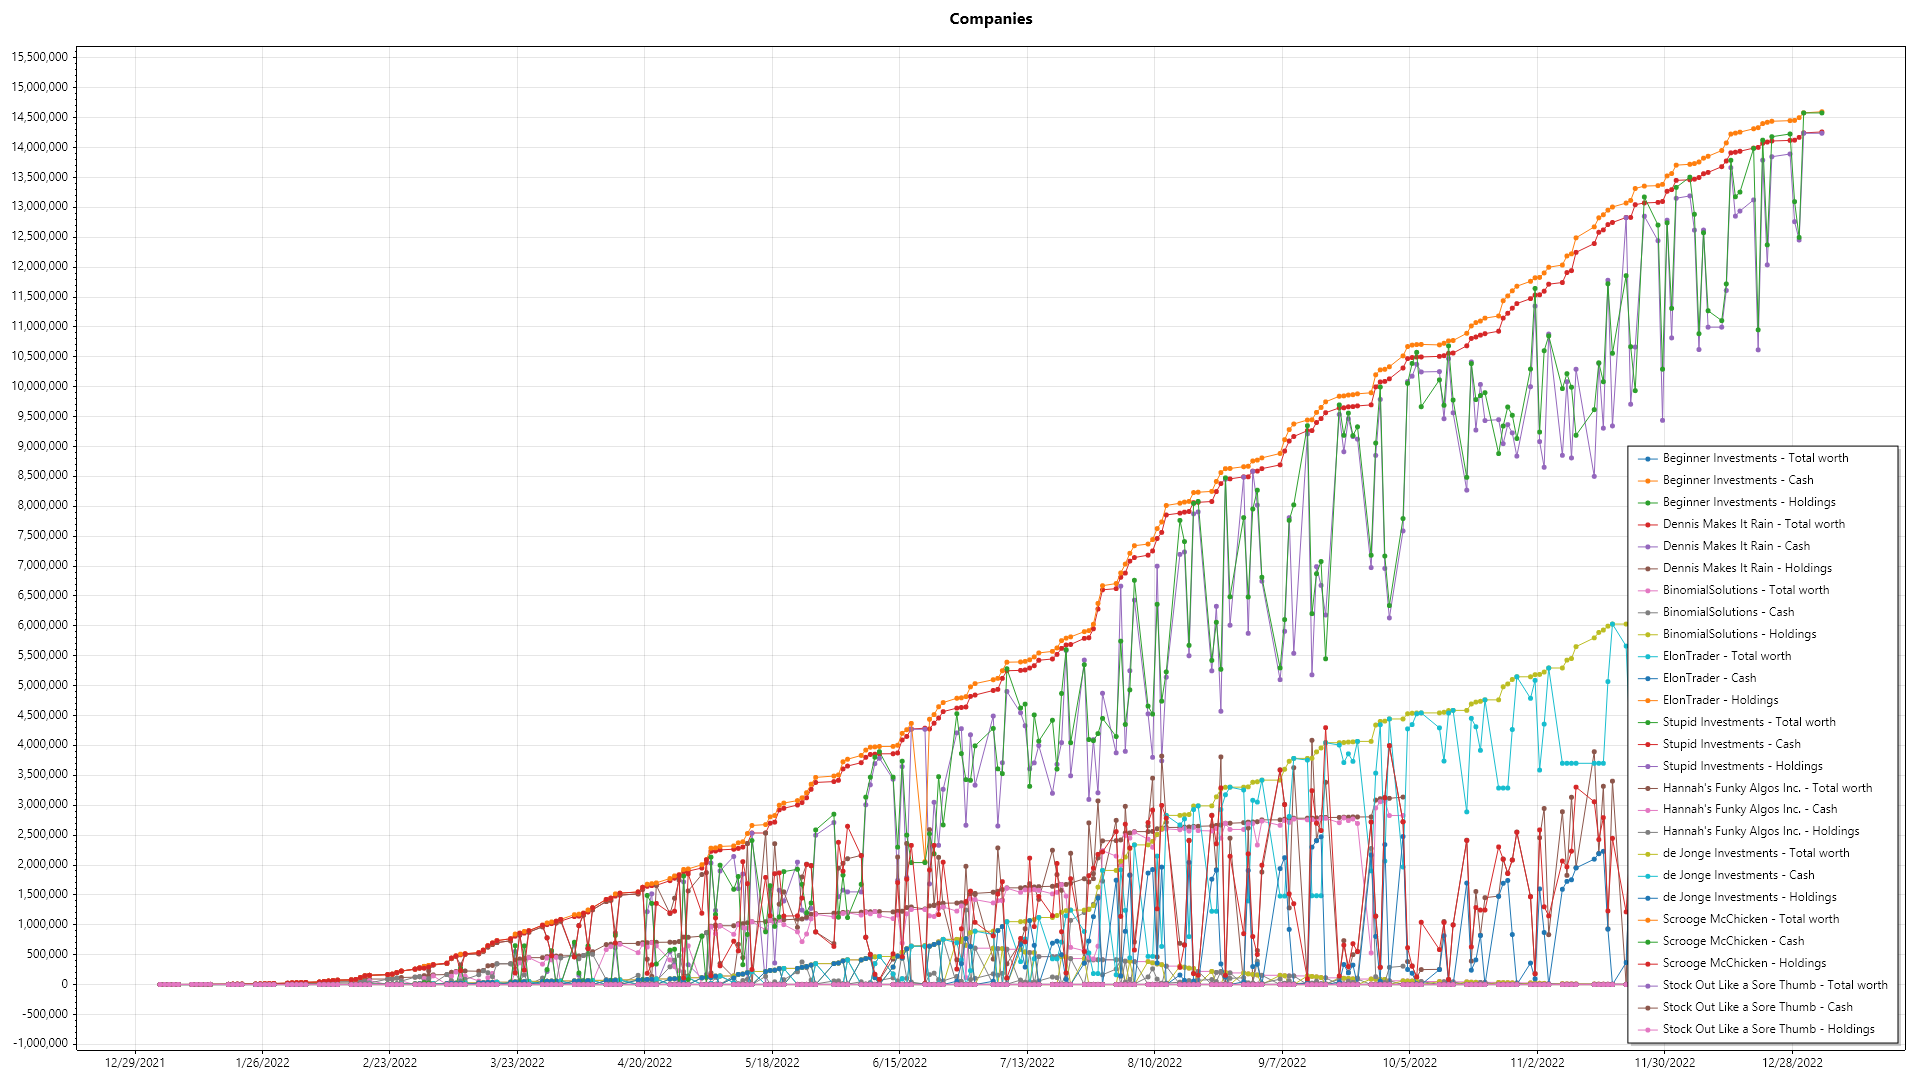 Companies
15,500,000
15,000,000
14,500,000
14,000,000
13,500,000
13,000,000
12,500,000
12,000,000
11,500,000
11,000,000
10,500,000
10,000,000
9,500,000
9,000,000
8,500,000
8,000,000
7,500,000
7,000,000
6,500,000
6,000,000
5,500,000
5,000,000
4,500,000
4,000,000
3,500,000
3,000,000
2,500,000
2,000,000
1,500,000
1,000,000
500,000
0
-500,000
-1,000,000
Beginner Investments - Total worth
Beginner Investments - Cash
Beginner Investments - Holdings
Dennis Makes It Rain - Total worth
Dennis Makes It Rain - Cash
Dennis Makes It Rain - Holdings
BinomialSolutions - Total worth
BinomialSolutions - Cash
BinomialSolutions - Holdings
ElonTrader - Total worth
ElonTrader - Cash
ElonTrader - Holdings
Stupid Investments - Total worth
Stupid Investments - Cash
Stupid Investments - Holdings
Hannah's Funky Algos Inc. - Total worth
Hannah's Funky Algos Inc. - Cash
Hannah's Funky Algos Inc. - Holdings
de Jonge Investments - Total worth
de Jonge Investments - Cash
de Jonge Investments - Holdings
Scrooge McChicken - Total worth
Scrooge McChicken - Cash
Scrooge McChicken - Holdings
Stock Out Like a Sore Thumb - Total worth
Stock Out Like a Sore Thumb - Cash
Stock Out Like a Sore Thumb - Holdings
12/29/2021 1/26/2022 2/23/2022 3/23/2022 4/20/2022 5/18/2022 6/15/2022 7/13/2022 8/10/2022 9/7/2022 10/5/2022 11/2/2022 11/30/2022 12/28/2022